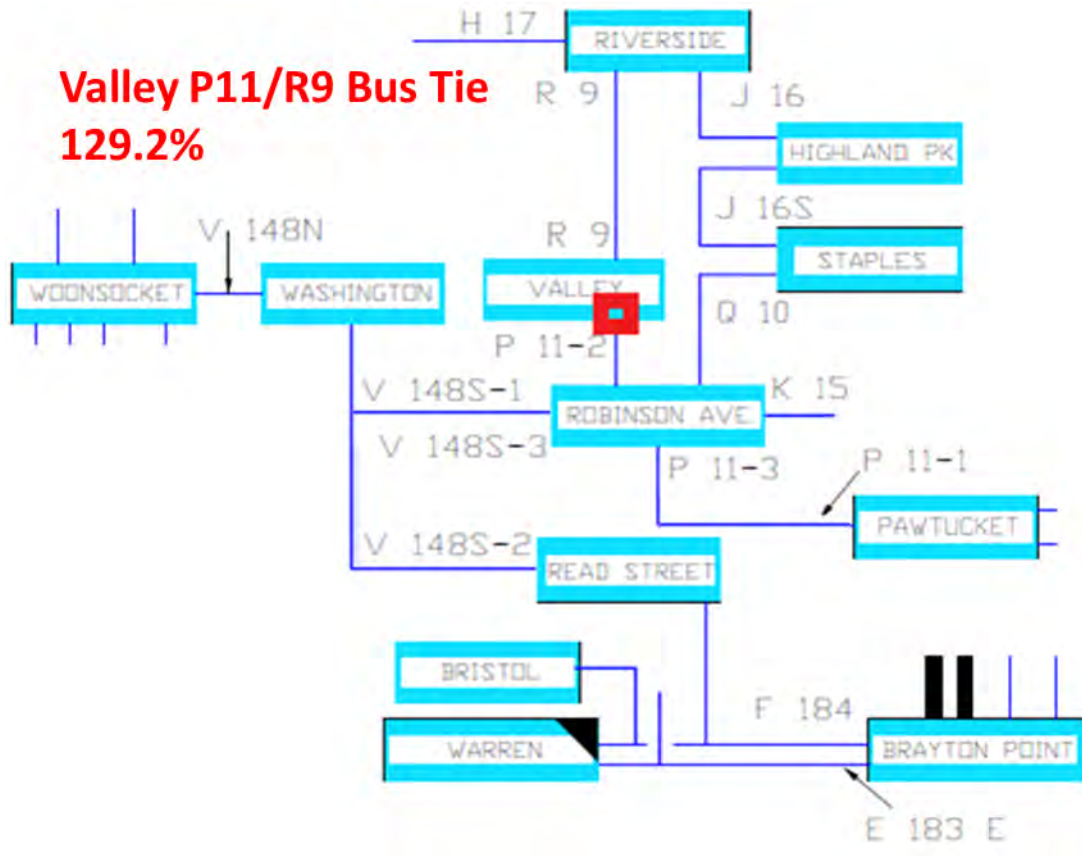 H 17
RIVERSIDE
Valley P11/R9 Bus Tie
129.2%
R 9
J 16
HIGHLAND PK
V 148N
R 9
J 16S
WOONSOCKET
WASHINGTON
VALLEY
STAPLES
P 11-2
Q 10
V 148S-1
ROBINSON AVE.
K 15
V 148S-3
P 11-3
P 11-1
PAWTUCKET
V 148S-2
READ STREET
BRISTOL
F 184
WARREN
BRAYTON POINT
E 183 E